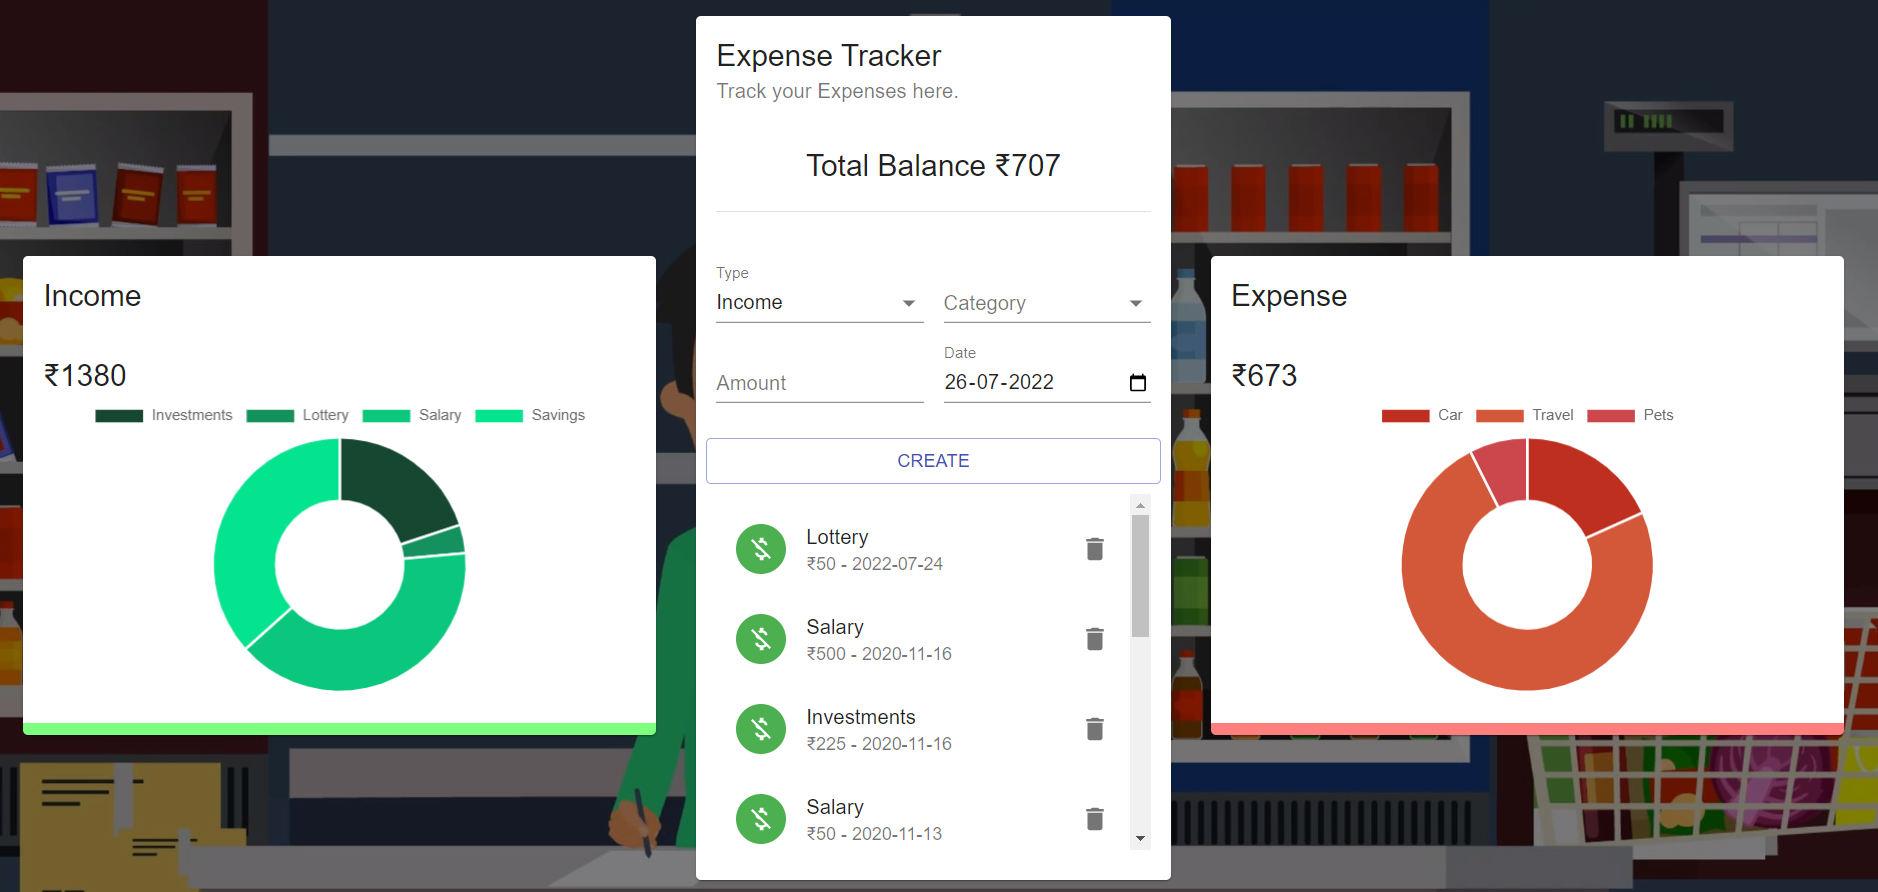 Expense Tracker
Track your Expenses here.
Total Balance ₹707
Type
Income
Category
Amount
Date
26-07-2022
CREATE
Lottery
₹50 - 2022-07-24
Salary
₹500 - 2020-11-16
Investments
₹225 - 2020-11-16
Salary
₹50 - 2020-11-13
Income
₹1380
Investments Lottery Salary Savings
Expense
₹673
Car Travel Pets